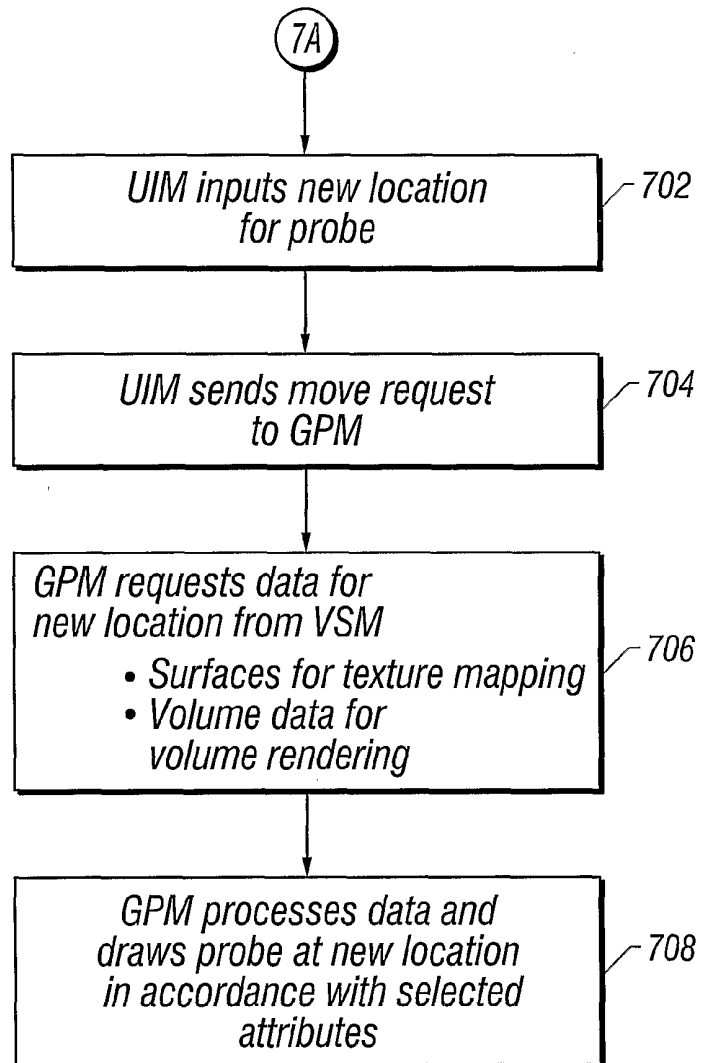 7A
UIM inputs new location
for probe
702
UIM sends move request
to GPM
704
GPM requests data for
new location from VSM
• Surfaces for texture mapping
• Volume data for
volume rendering
706
GPM processes data and
draws probe at new location
in accordance with selected
attributes
708